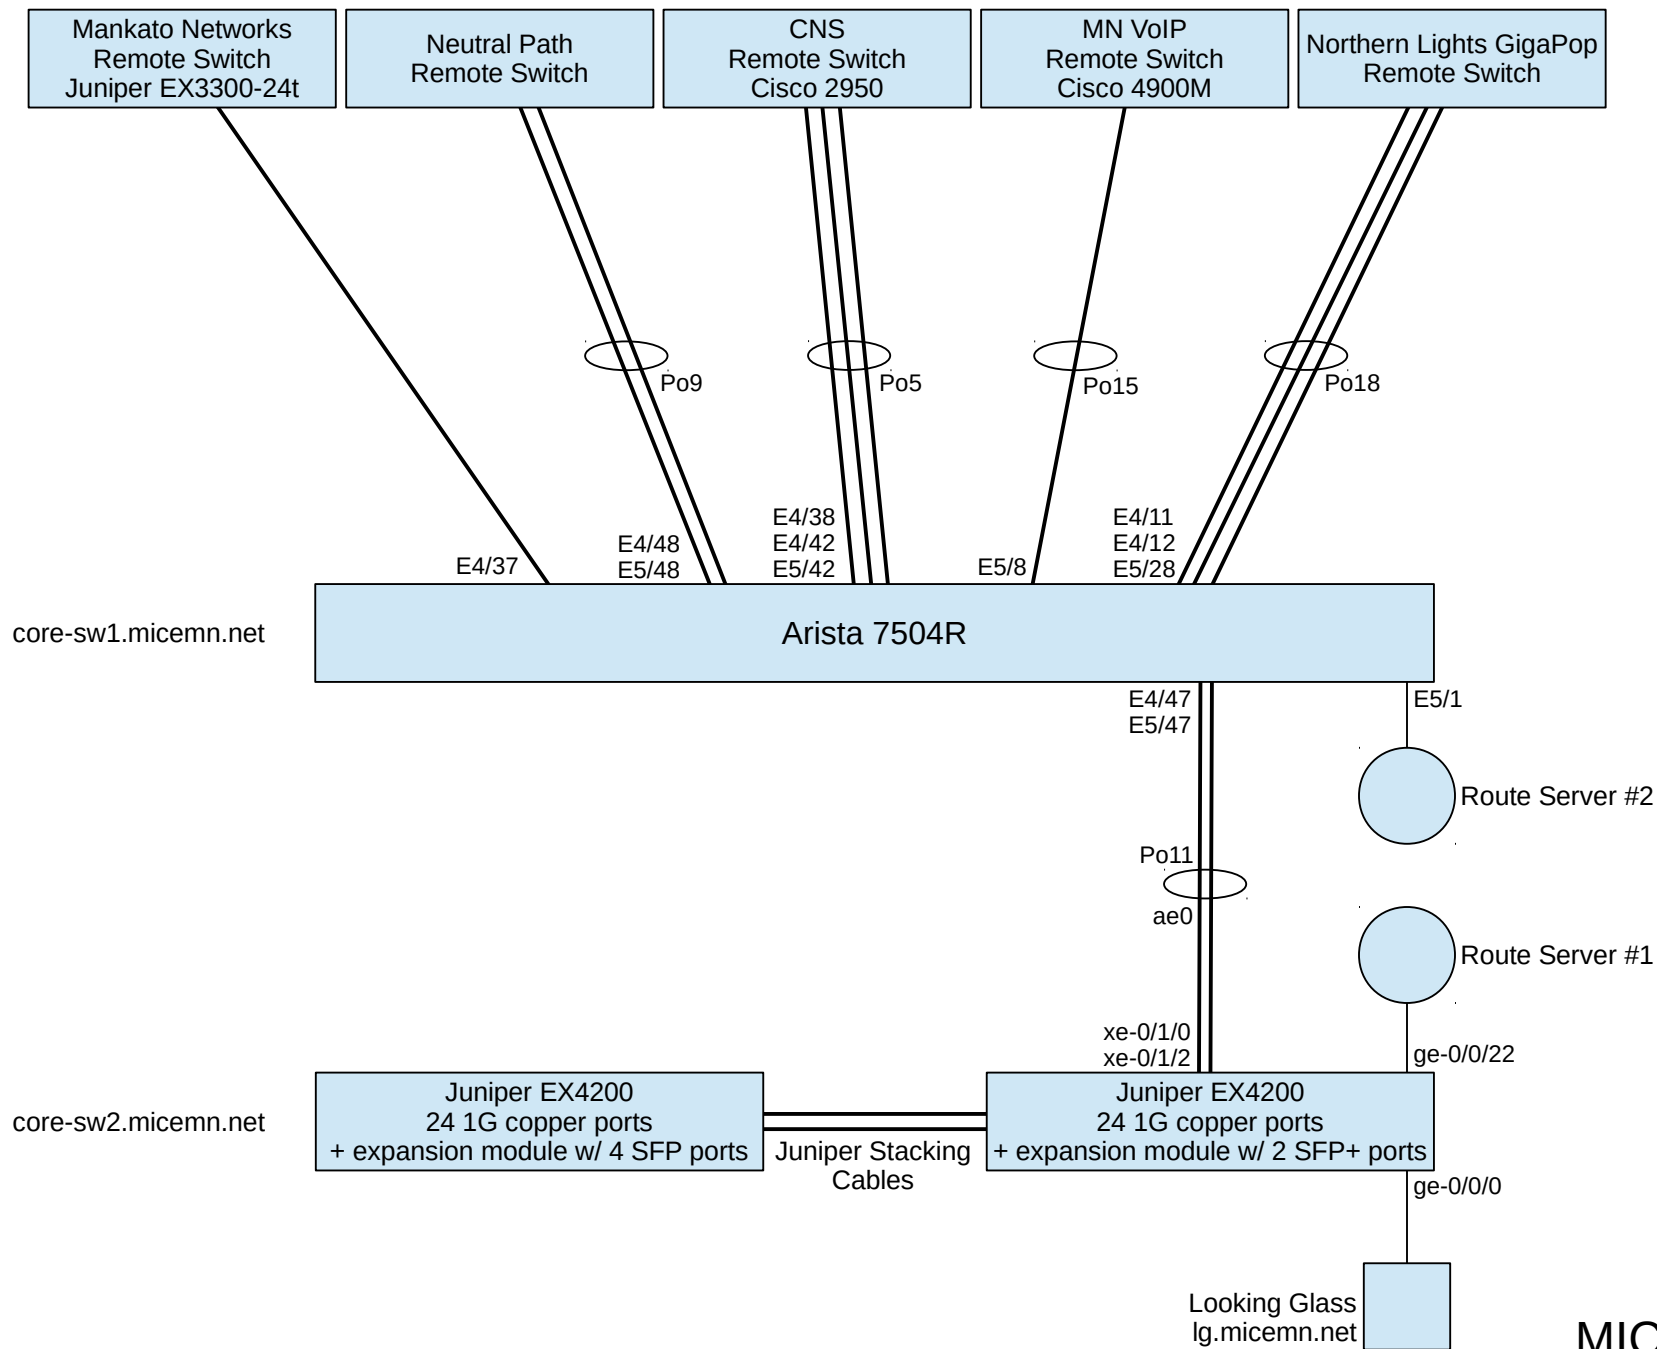 Mankato Networks
Remote Switch
Juniper EX3300-24t
Neutral Path
Remote Switch
CNS
Remote Switch
Cisco 2950
MN VoIP
Remote Switch
Cisco 4900M
Northern Lights GigaPop
Remote Switch
Po9
Po5
Po15
Po18
E4/37
E4/48
E5/48
E4/38
E4/42
E5/42
E5/8
E4/11
E4/12
E5/28
core-sw1.micemn.net
Arista 7504R
E4/47
E5/47
E5/1
Route Server #2
Po11
ae0
Route Server #1
xe-0/1/0
xe-0/1/2
ge-0/0/22
core-sw2.micemn.net
Juniper EX4200
24 1G copper ports
+ expansion module w/ 4 SFP ports
Juniper Stacking
Cables
Juniper EX4200
24 1G copper ports
+ expansion module w/ 2 SFP+ ports
ge-0/0/0
Looking Glass
lg.micemn.net